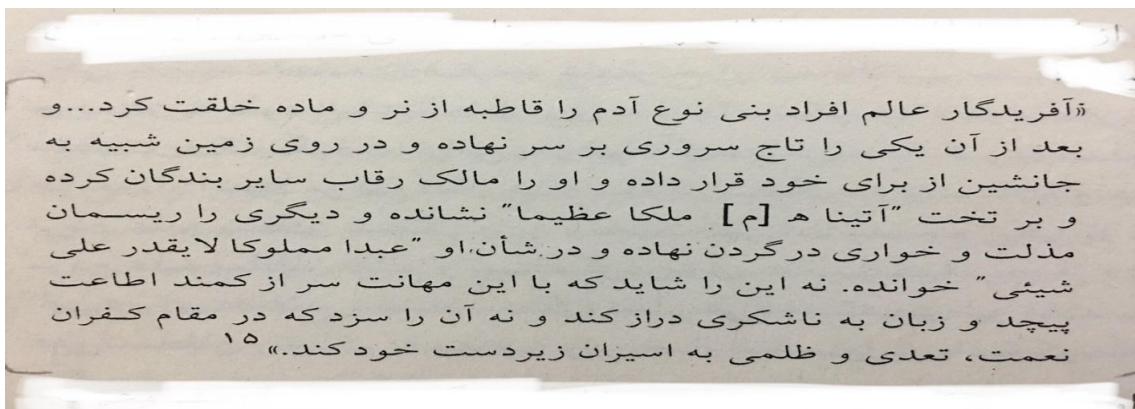 «آفریدگار عالم افراد بنی نوع آدم را قاطبه از نر و ماده خلقت کرد...و
بعد از آن یکی را تاج سروری بر سر نهاده و در روی زمین شبیه به
جانشین از برای خود قرار داده و او را مالک رقاب سایر بندگان کرده
و بر تخت "آتینا ه [م] ملکا عظیما" نشانده و دیگری را ریسمان
مذلت و خواری در گردن نهاده و در شأن او "عبدا مملوکا لایقدر علی
شیئی" خوانده. نه این را شاید که با این مهانت سر از کمند اطاعت
پیچد و زبان به ناشکری دراز کند و نه آن را سزد که در مقام کفران
نعمت، تعدی و ظلمی به اسیران زیردست خود کند.»۱۵